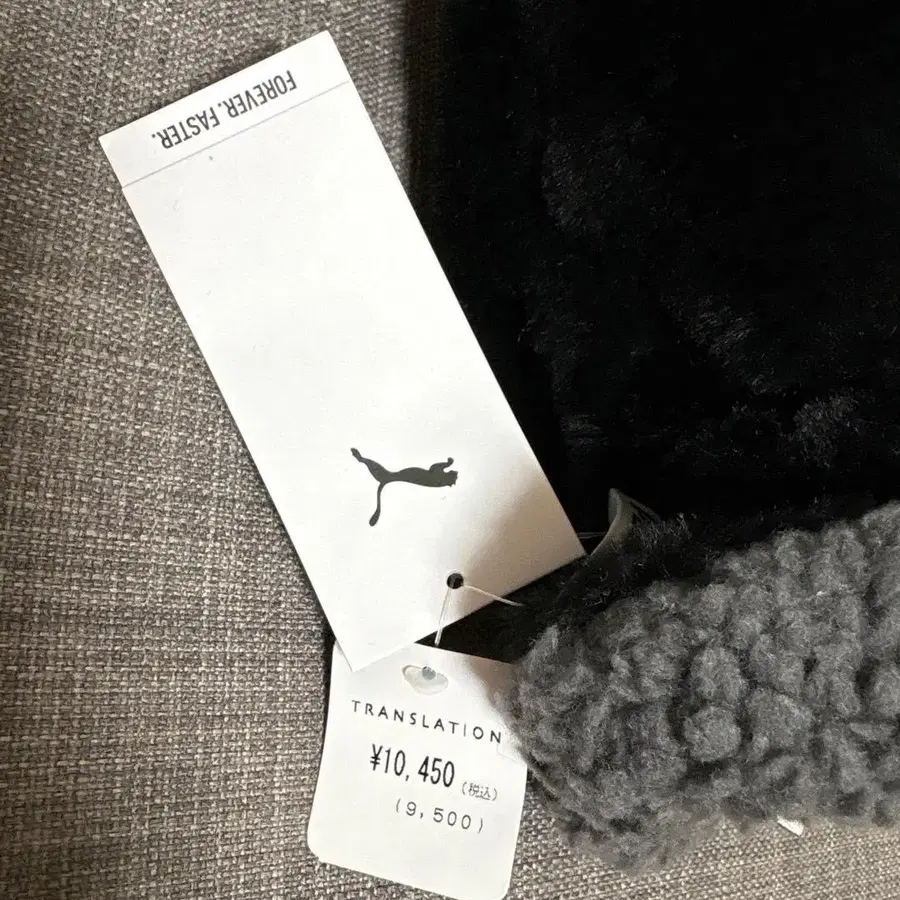 FOREVER.FASTER.
TRANSLATION
¥10,450(税込)
(9,500)